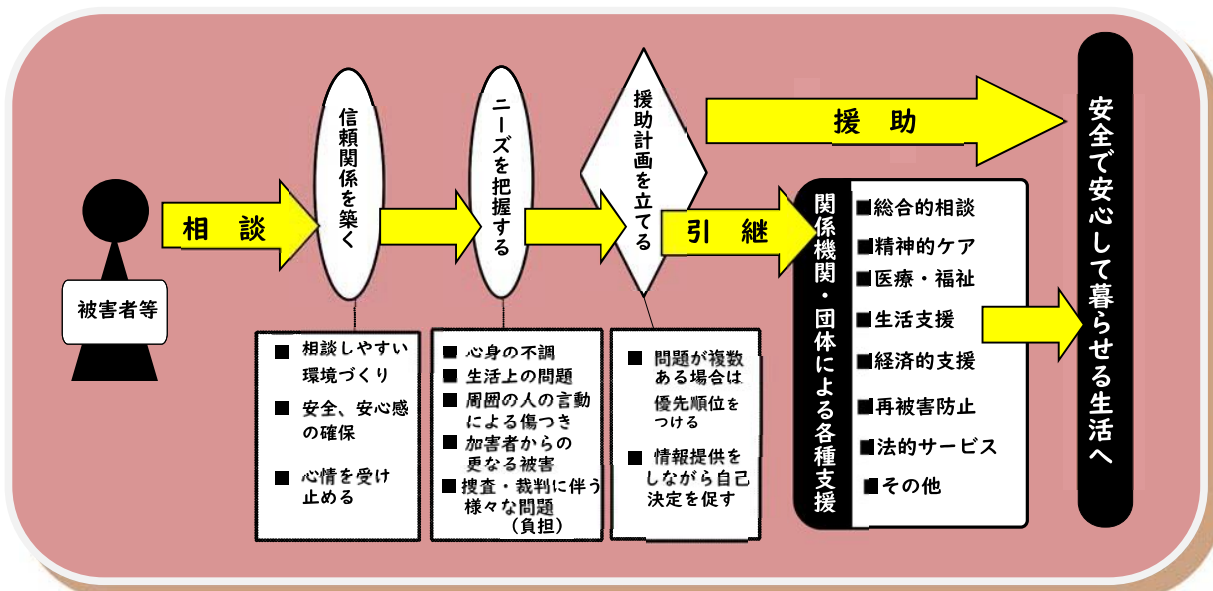 被害者等
相　談
信頼関係を築く
■ 相談しやすい
環境づくり
■ 安全、安心感
の確保
■ 心情を受け
止める
ニーズを把握する
■ 心身の不調
■ 生活上の問題
■ 周囲の人の言動
による傷つき
■ 加害者からの
更なる被害
■ 捜査・裁判に伴う
様々な問題
（負担）
援助計画を立てる
■ 問題が複数
ある場合は
優先順位を
つける
■ 情報提供を
しながら自己
決定を促す
援　助
引　継
関係機関・団体による各種支援
■総合的相談
■精神的ケア
■医療・福祉
■生活支援
■経済的支援
■再被害防止
■法的サービス
■その他
安全で安心して暮らせる生活へ